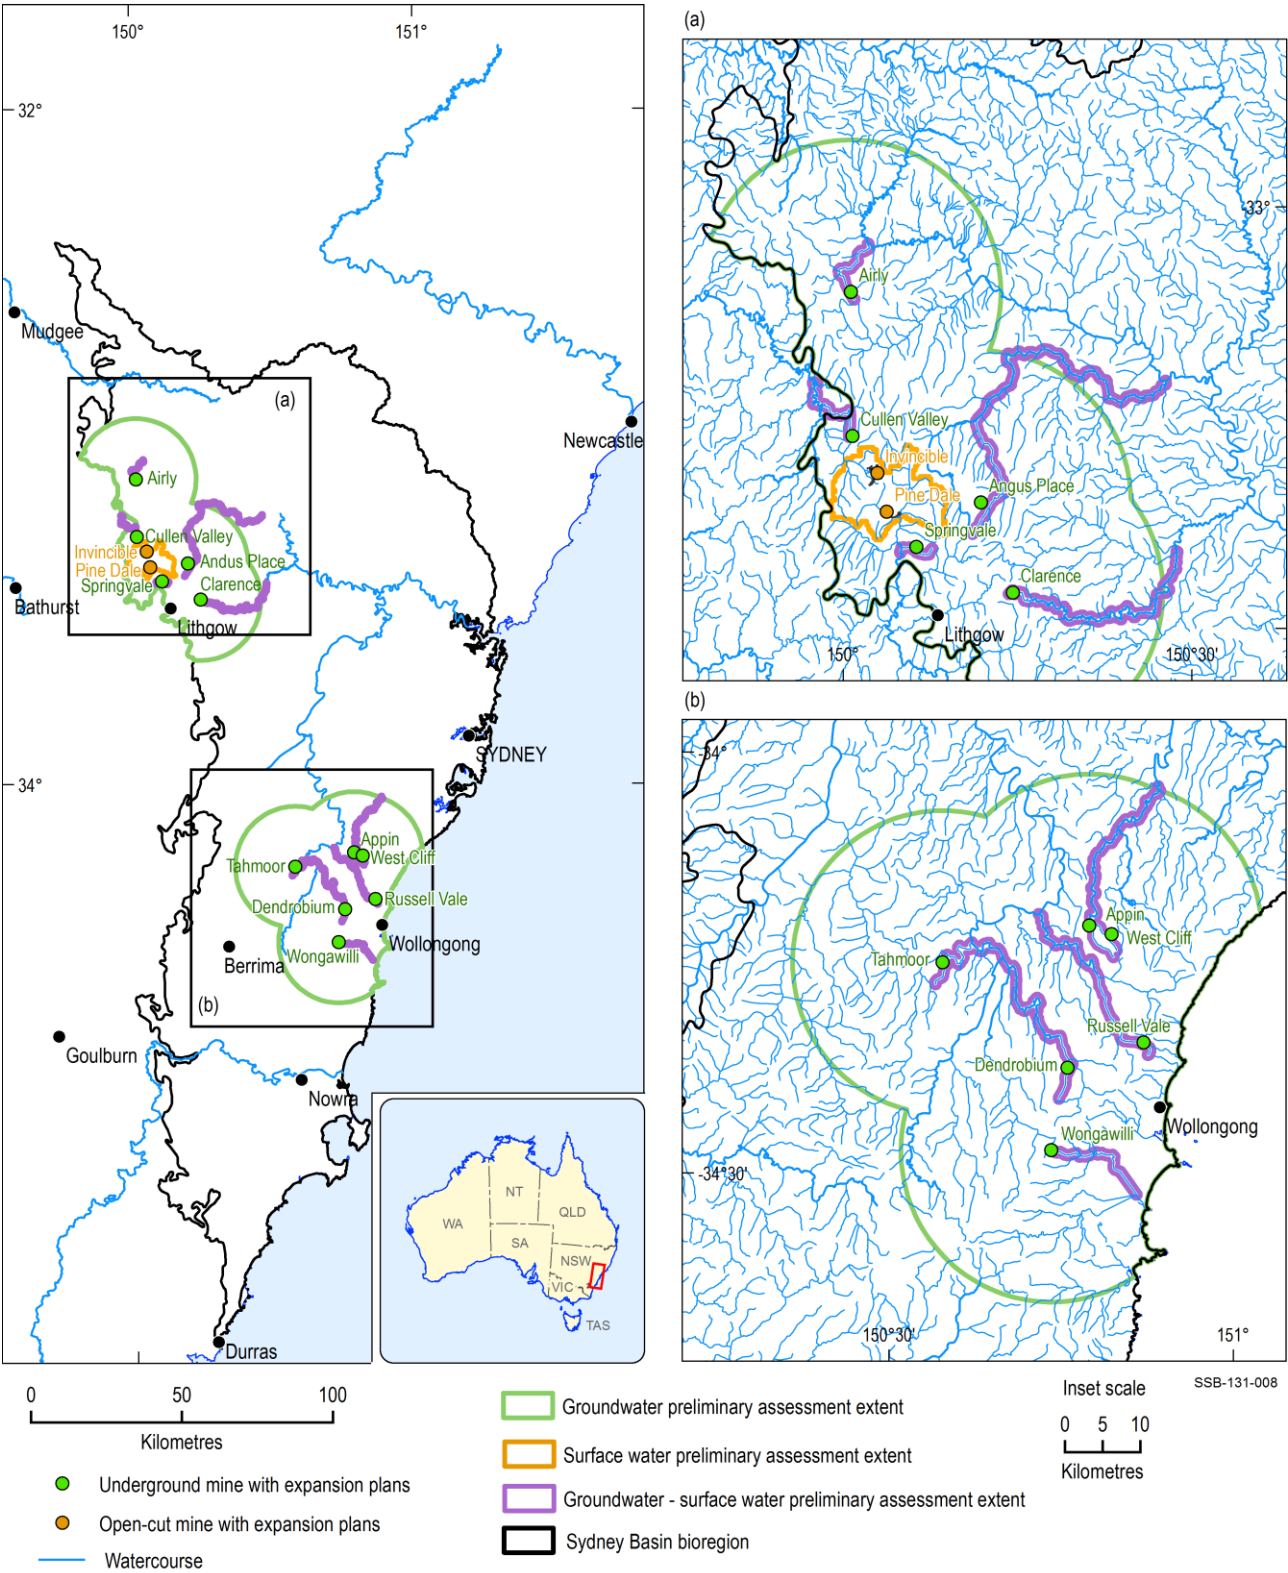 150°
151°
32°
Mudgee
(a)
Newcastle
Airly
Cullen Valley
Invincible
Andus Place
Pine Dale
Springvale
Clarence
Bathurst
Lithgow
SYDNEY
34°
Appin
West Cliff
Tahmoor
Russell Vale
Dendrobium
Wollongong
Wongawilli
Berrima
(b)
Goulburn
Nowra
Durras
NT
WA
QLD
SA
NSW
VIC
TAS
(a)
-33°
Airly
Cullen Valley
Invincible
Angus Place
Pine Dale
Springvale
Clarence
Lithgow
150°
150°30'
(b)
-34°
Appin
West Cliff
Tahmoor
Russell Vale
Dendrobium
Wollongong
Wongawilli
-34°30'
150°30'
151°
0 50 100
Kilometres
Underground mine with expansion plans
Open-cut mine with expansion plans
Watercourse
Groundwater preliminary assessment extent
Surface water preliminary assessment extent
Groundwater - surface water preliminary assessment extent
Sydney Basin bioregion
Inset scale
SSB-131-008
0 5 10
Kilometres